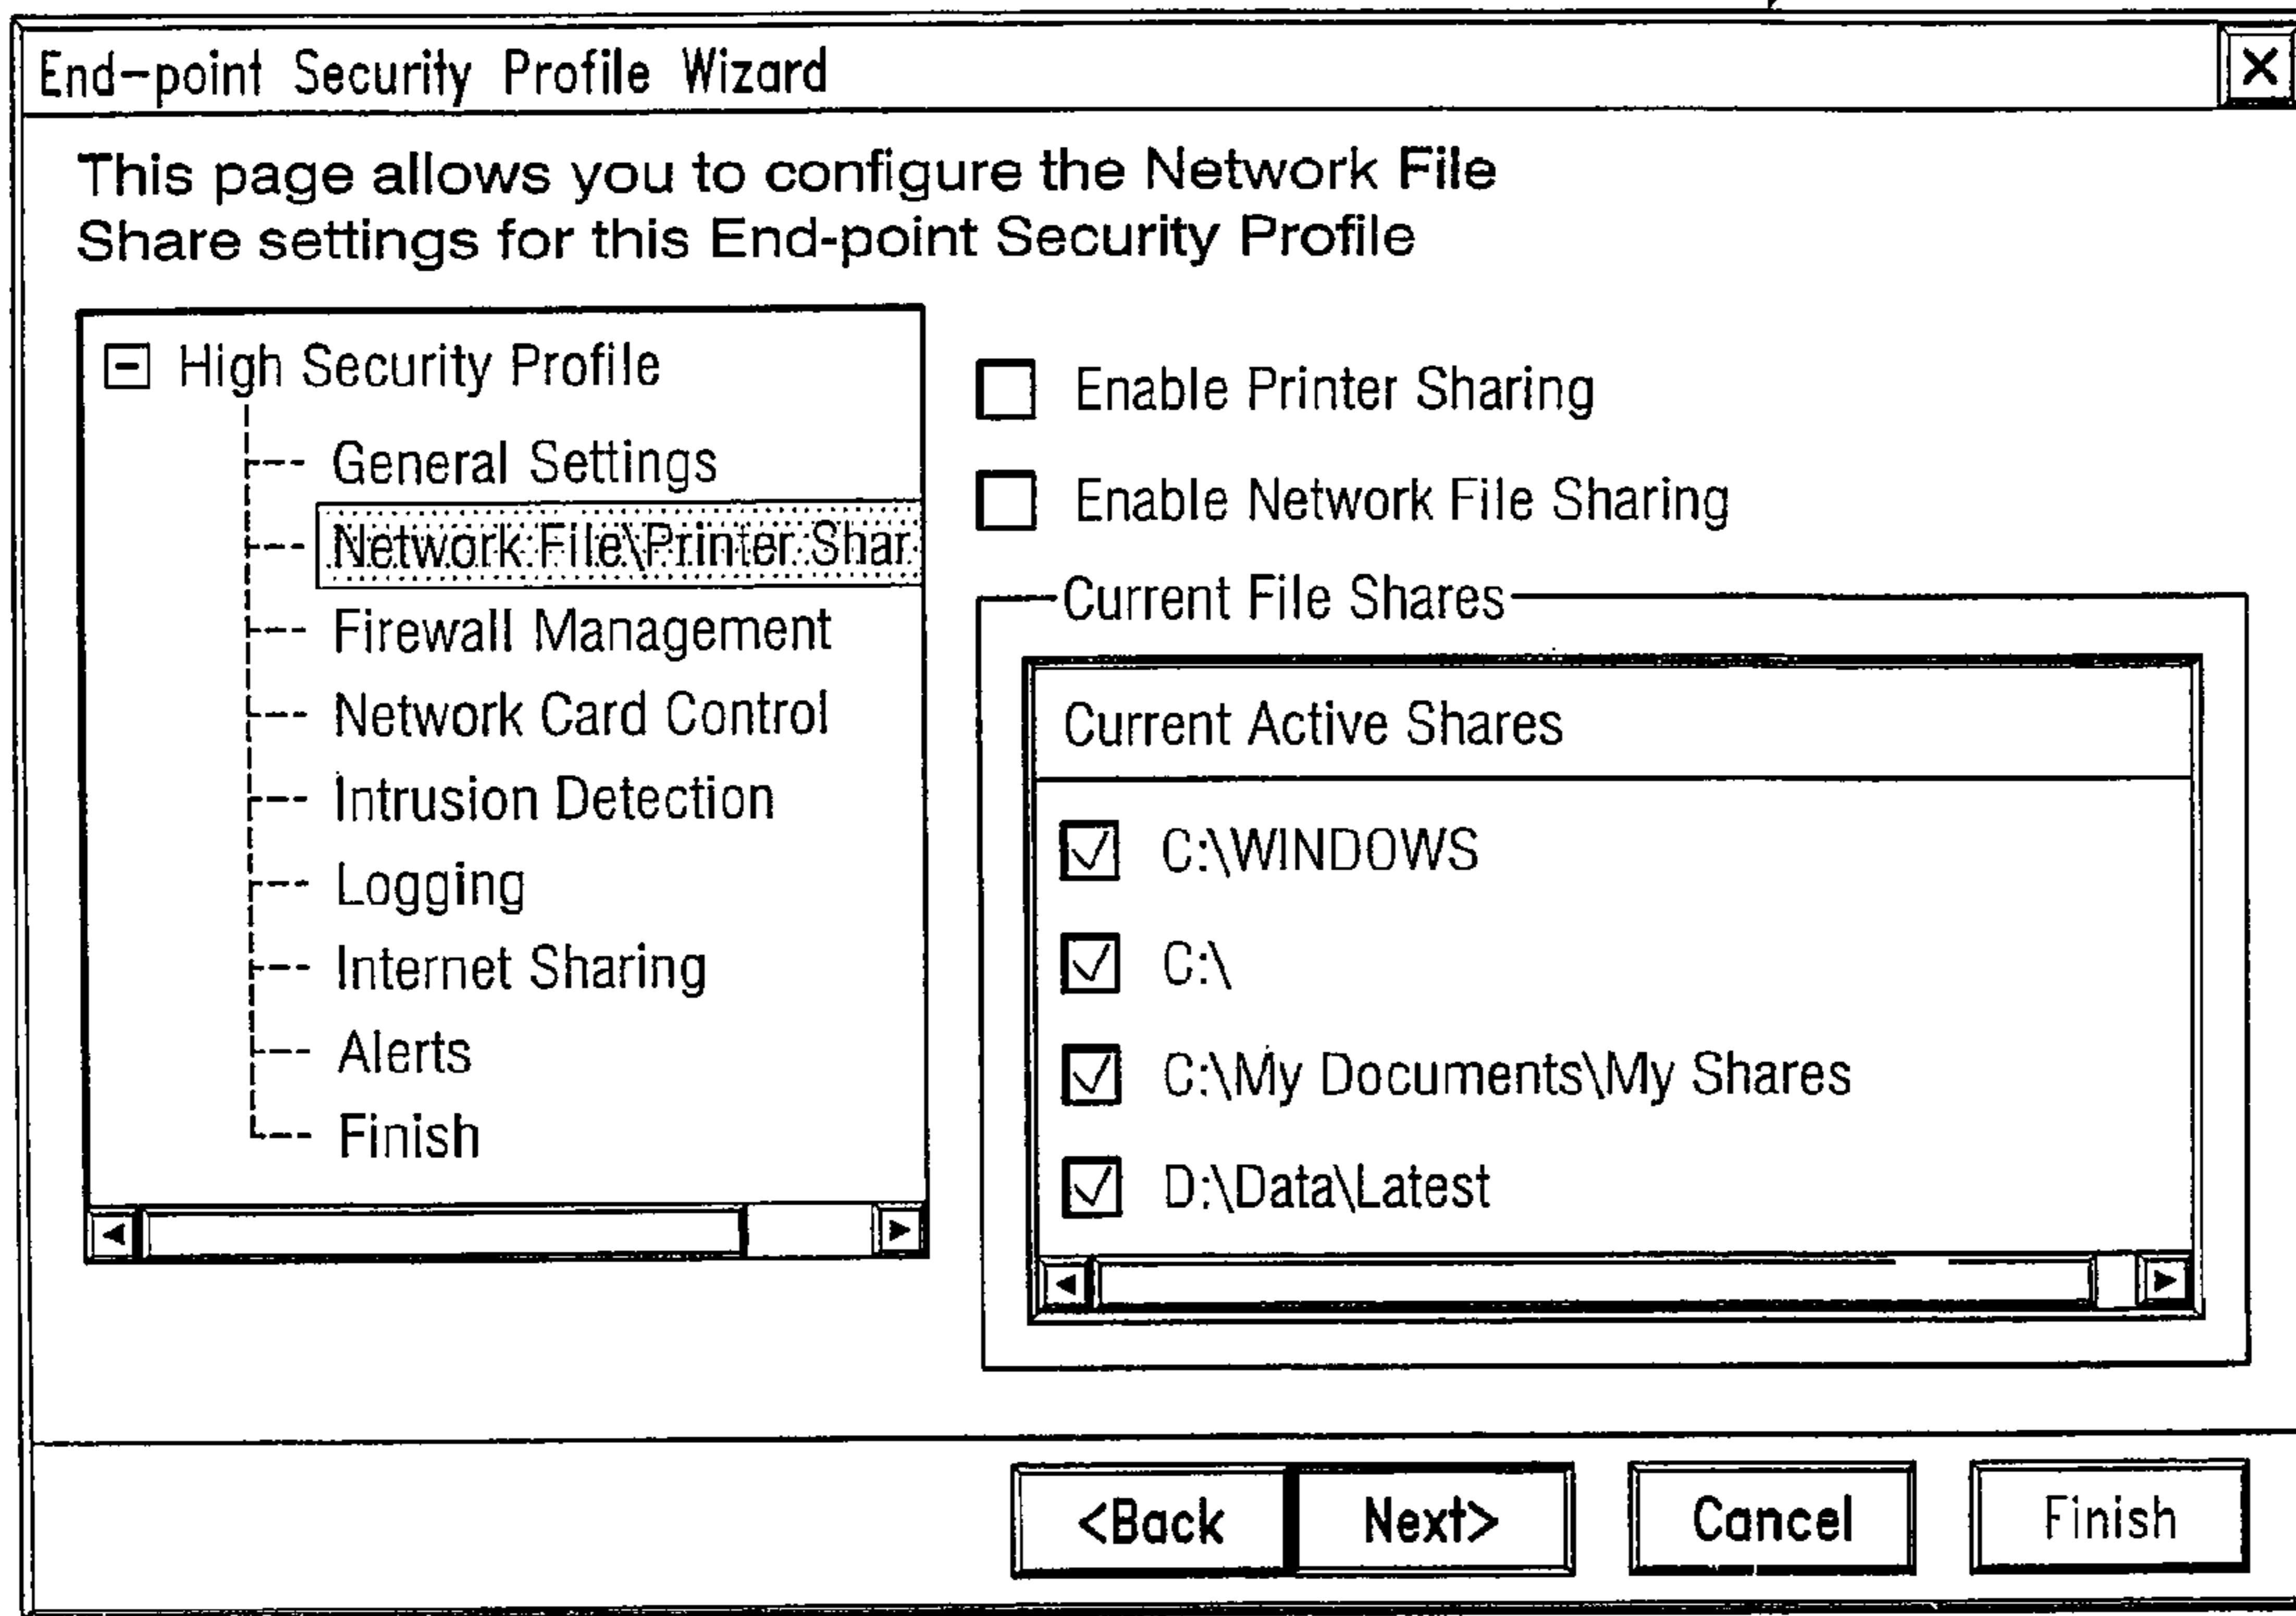 End-point Security Profile Wizard
This page allows you to configure the Network File
Share settings for this End-point Security Profile
High Security Profile
General Settings
Network File\Printer Shar
Firewall Management
Network Card Control
Intrusion Detection
Logging
Internet Sharing
Alerts
Finish
Enable Printer Sharing
Enable Network File Sharing
Current File Shares
Current Active Shares
C:\WINDOWS
C:\
C:\My Documents\My Shares
D:\Data\Latest
<Back
Next>
Cancel
Finish